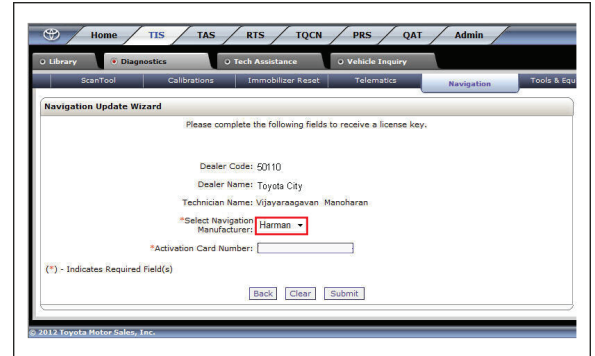 Home TIS TAS RTS TQCN PRS QAT Admin
Library Diagnostics Tech Assistance Vehicle Inquiry
ScanTool Calibrations Immobilizer Reset Telematics Navigation Tools & Equ
Navigation Update Wizard
Please complete the following fields to receive a license key.
Dealer Code: 50110
Dealer Name: Toyota City
Technician Name: Vijayaraagavan Manoharan
*Select Navigation
Manufacturer: Harman
*Activation Card Number:
(*) - Indicates Required Field(s)
Back Clear Submit
© 2012 Toyota Motor Sales, Inc.